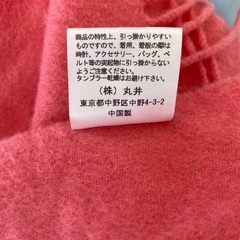 商品の特性上、引っ掛かりやすい
ものですので、着用、着脱の際は
時計、アクセサリー、バッグ、ベル
ト等の突起物に引っ掛からない
よう、ご注意ください。
タンブラー乾燥はお避け下さい。
(株)丸井
東京都中野区中野4-3-2
中国製